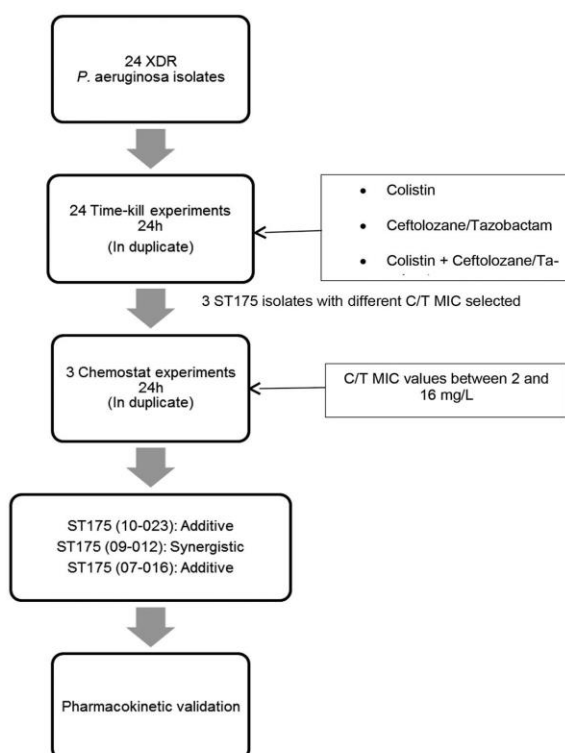 24 XDR
P. aeruginosa isolates
24 Time-kill experiments
24h
(In duplicate)
• Colistin
• Ceftolozane/Tazobactam
• Colistin + Ceftolozane/Ta-
3 ST175 isolates with different C/T MIC selected
3 Chemostat experiments
24h
(In duplicate)
C/T MIC values between 2 and
16 mg/L
ST175 (10-023): Additive
ST175 (09-012): Synergistic
ST175 (07-016): Additive
Pharmacokinetic validation